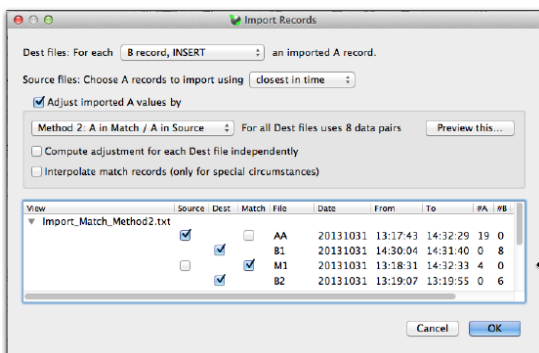 Import Records
Dest files: For each B record, INSERT an imported A record.
Source files: Choose A records to import using closest in time
Adjust imported A values by
Method 2: A in Match / A in Source For all Dest files uses 8 data pairs Preview this...
Compute adjustment for each Dest file independently
Interpolate match records (only for special circumstances)
View Source Dest Match File Date From To #A #B
Import_Match_Method2.txt
AA 20131031 13:17:43 14:32:29 19 0
B1 20131031 14:30:04 14:31:40 0 8
M1 20131031 13:18:31 14:32:33 4 0
B2 20131031 13:19:07 13:19:55 0 6
Cancel OK